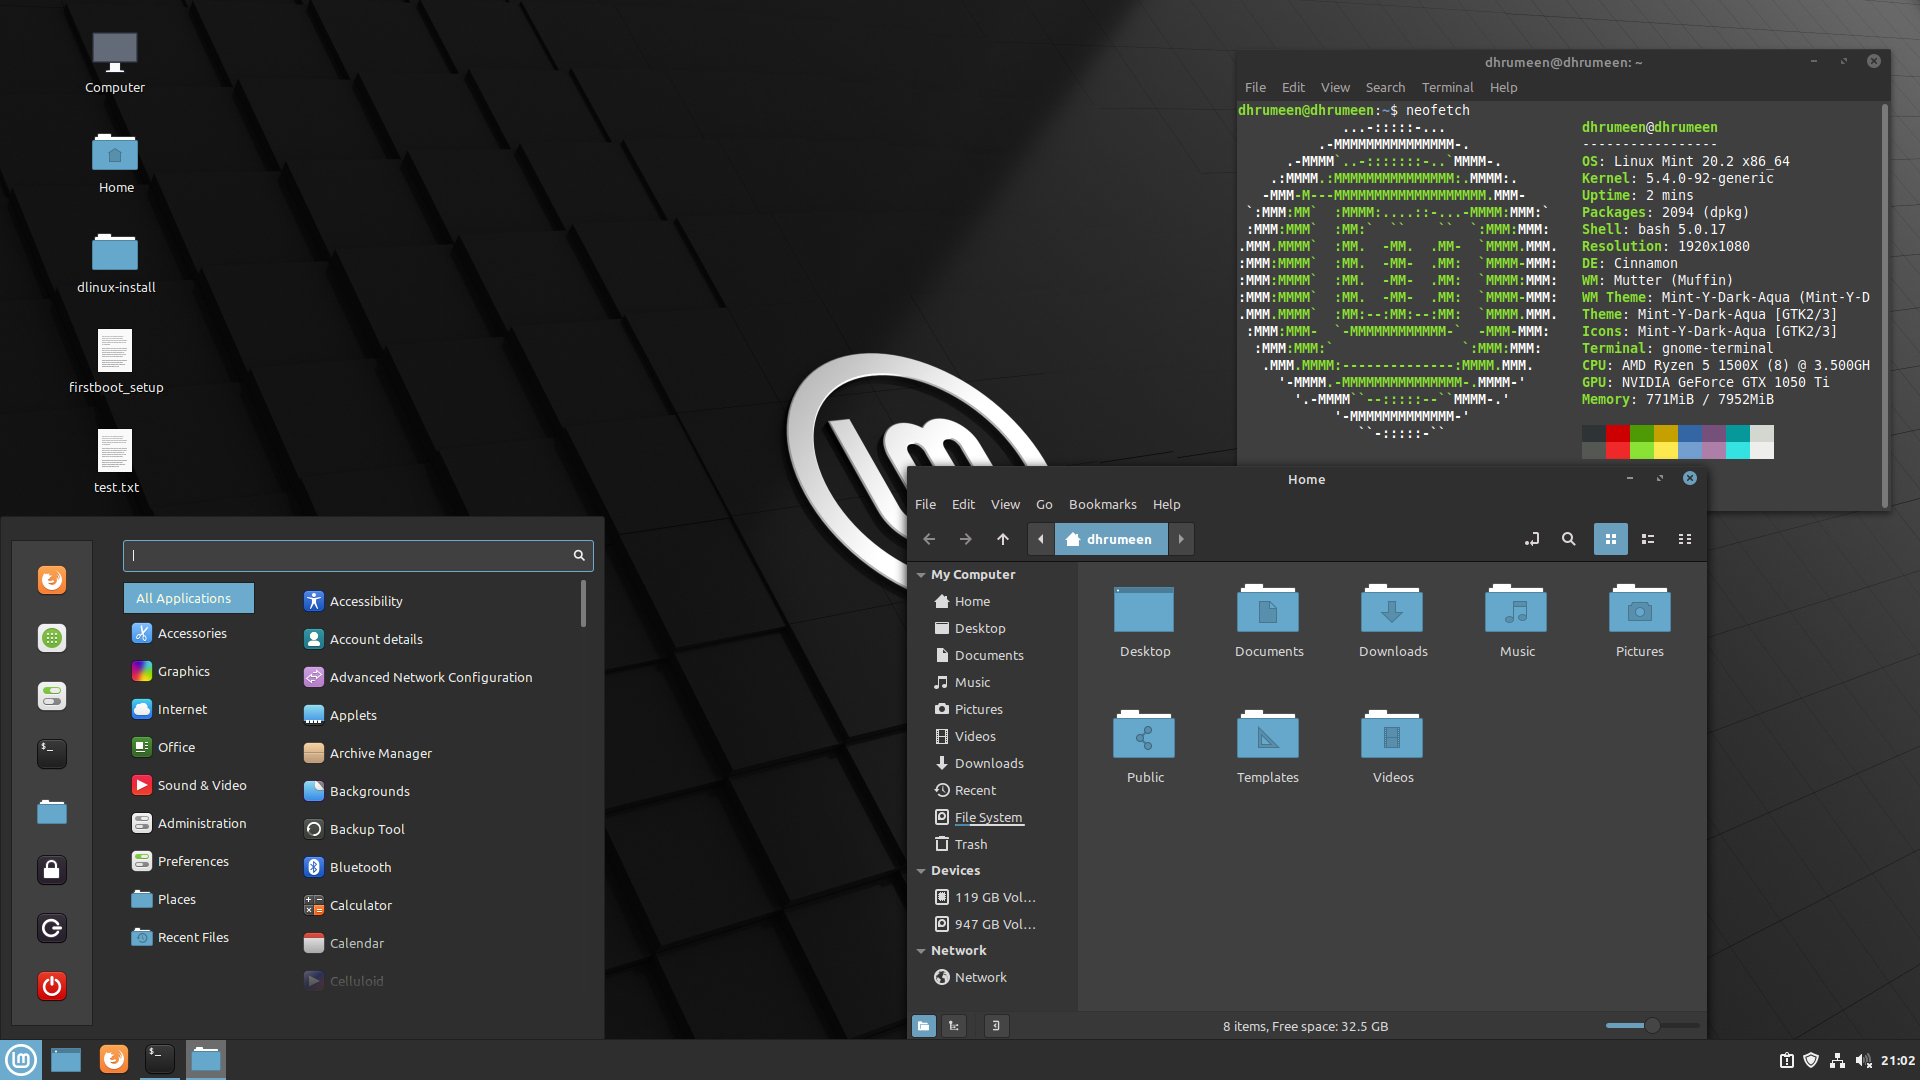 Computer
Home
dlinux-install
firstboot_setup
test.txt
dhrumeen@dhrumeen: ~
File Edit View Search Terminal Help
dhrumeen@dhrumeen:~$ neofetch
dhrumeen@dhrumeen
-----------------
OS: Linux Mint 20.2 x86_64
Kernel: 5.4.0-92-generic
Uptime: 2 mins
Packages: 2094 (dpkg)
Shell: bash 5.0.17
Resolution: 1920x1080
DE: Cinnamon
WM: Mutter (Muffin)
WM Theme: Mint-Y-Dark-Aqua (Mint-Y-D
Theme: Mint-Y-Dark-Aqua [GTK2/3]
Icons: Mint-Y-Dark-Aqua [GTK2/3]
Terminal: gnome-terminal
CPU: AMD Ryzen 5 1500X (8) @ 3.500GH
GPU: NVIDIA GeForce GTX 1050 Ti
Memory: 771MiB / 7952MiB
All Applications
Accessories
Graphics
Internet
Office
Sound & Video
Administration
Preferences
Places
Recent Files
Accessibility
Account details
Advanced Network Configuration
Applets
Archive Manager
Backgrounds
Backup Tool
Bluetooth
Calculator
Calendar
Celluloid
Home
File Edit View Go Bookmarks Help
dhrumeen
My Computer
Home
Desktop
Documents
Music
Pictures
Videos
Downloads
Recent
File System
Trash
Devices
119 GB Vol...
947 GB Vol...
Network
Network
Desktop Documents Downloads Music Pictures
Public Templates Videos
8 items, Free space: 32.5 GB
21:02